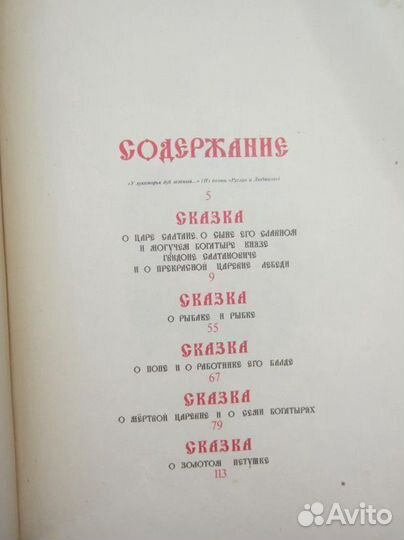 СОДЕРЖАНИЕ
«У лукоморья дуб зеленый...» (Из поэмы «Руслан и Людмила»)
5
СКАЗКА
О ЦАРЕ САЛТАНЕ, О СЫНЕ ЕГО СЛАВНОМ
И МОГУЧЕМ БОГАТЫРЕ КНЯЗЕ
ГВИДОНЕ САЛТАНОВИЧЕ
И О ПРЕКРАСНОЙ ЦАРЕВНЕ ЛЕБЕДИ
9
СКАЗКА
О РЫБАКЕ И РЫБКЕ
55
СКАЗКА
О ПОПЕ И О РАБОТНИКЕ ЕГО БАЛДЕ
67
СКАЗКА
О МЁРТВОЙ ЦАРЕВНЕ И О СЕМИ БОГАТЫРЯХ
79
СКАЗКА
О ЗОЛОТОМ ПЕТУШКЕ
113
Avito